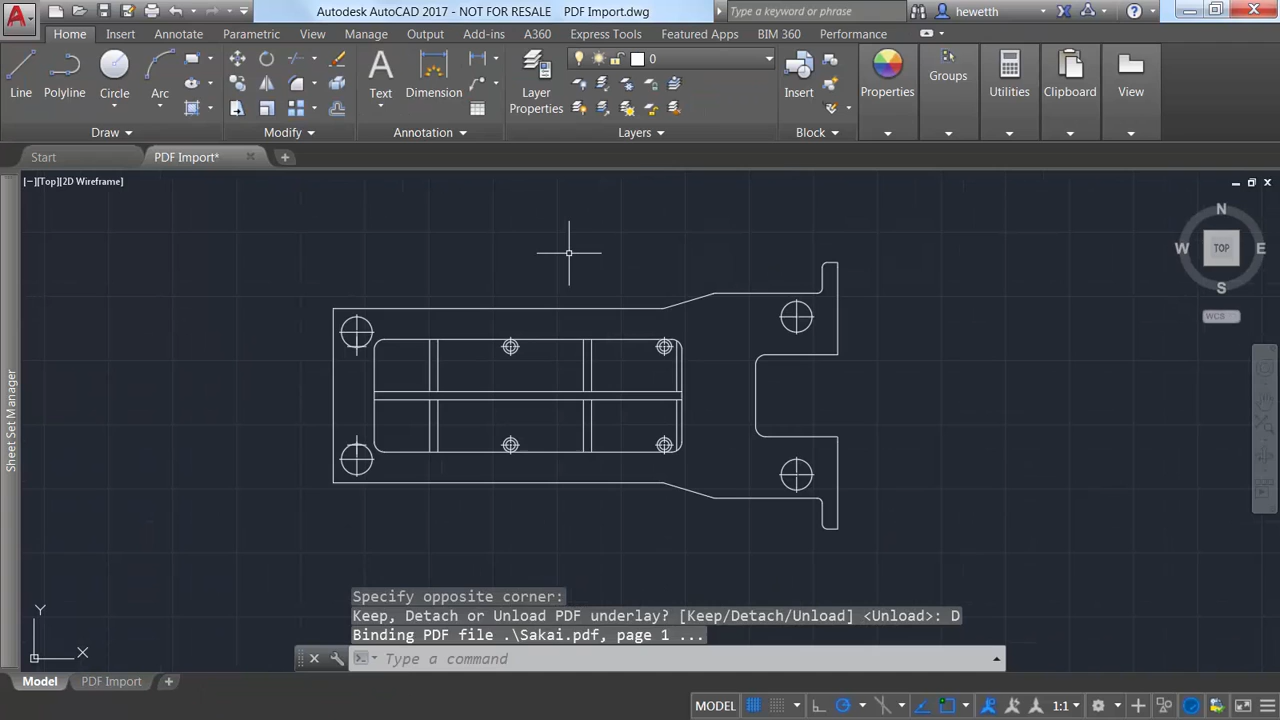 Autodesk AutoCAD 2017 - NOT FOR RESALE PDF Import.dwg
Type a keyword or phrase
hewetth
Home Insert Annotate Parametric View Manage Output Add-ins A360 Express Tools Featured Apps BIM 360 Performance
Line Polyline Circle Arc Text Dimension Layer Properties 0 Insert Properties Groups Utilities Clipboard View
Draw Modify Annotation Layers Block
Start PDF Import*
[−][Top][2D Wireframe]
N
W TOP E
S
WCS
Sheet Set Manager
Specify opposite corner:
Keep, Detach or Unload PDF underlay? [Keep/Detach/Unload] <Unload>: D
Binding PDF file .\Sakai.pdf, page 1 ...
Y
X
Type a command
Model PDF Import
MODEL 1:1